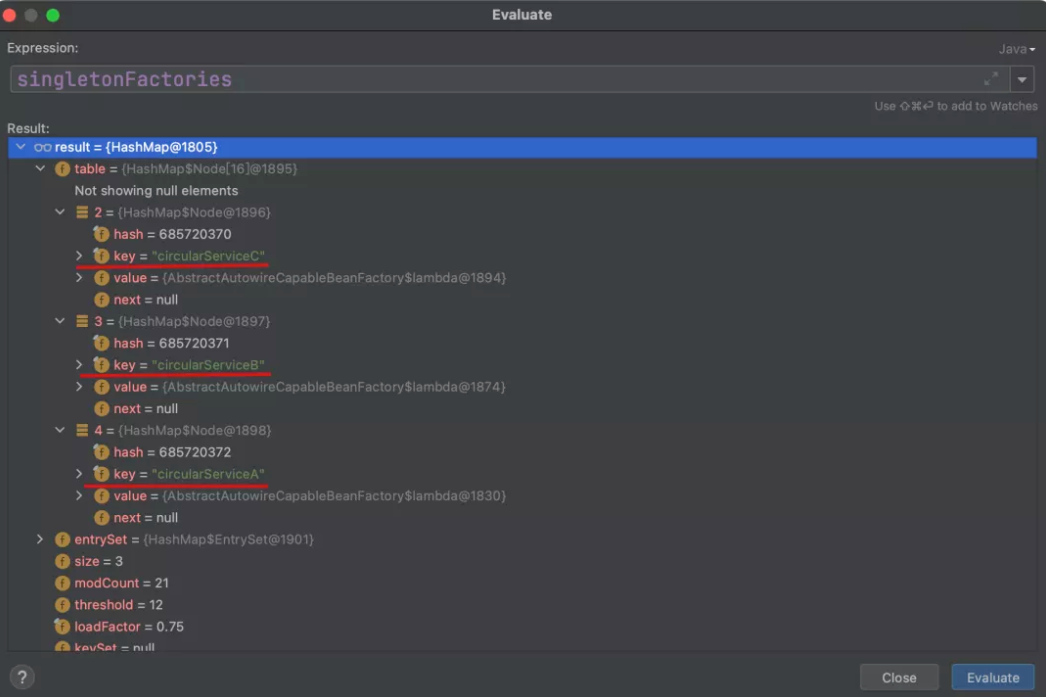 Evaluate
Expression:
Java
singletonFactories
Use ⇧⌘⏎ to add to Watches
Result:
result = {HashMap@1805}
table = {HashMap$Node[16]@1895}
Not showing null elements
2 = {HashMap$Node@1896}
hash = 685720370
key = "circularServiceC"
value = {AbstractAutowireCapableBeanFactory$lambda@1894}
next = null
3 = {HashMap$Node@1897}
hash = 685720371
key = "circularServiceB"
value = {AbstractAutowireCapableBeanFactory$lambda@1874}
next = null
4 = {HashMap$Node@1898}
hash = 685720372
key = "circularServiceA"
value = {AbstractAutowireCapableBeanFactory$lambda@1830}
next = null
entrySet = {HashMap$EntrySet@1901}
size = 3
modCount = 21
threshold = 12
loadFactor = 0.75
keySet = null
?
Close
Evaluate